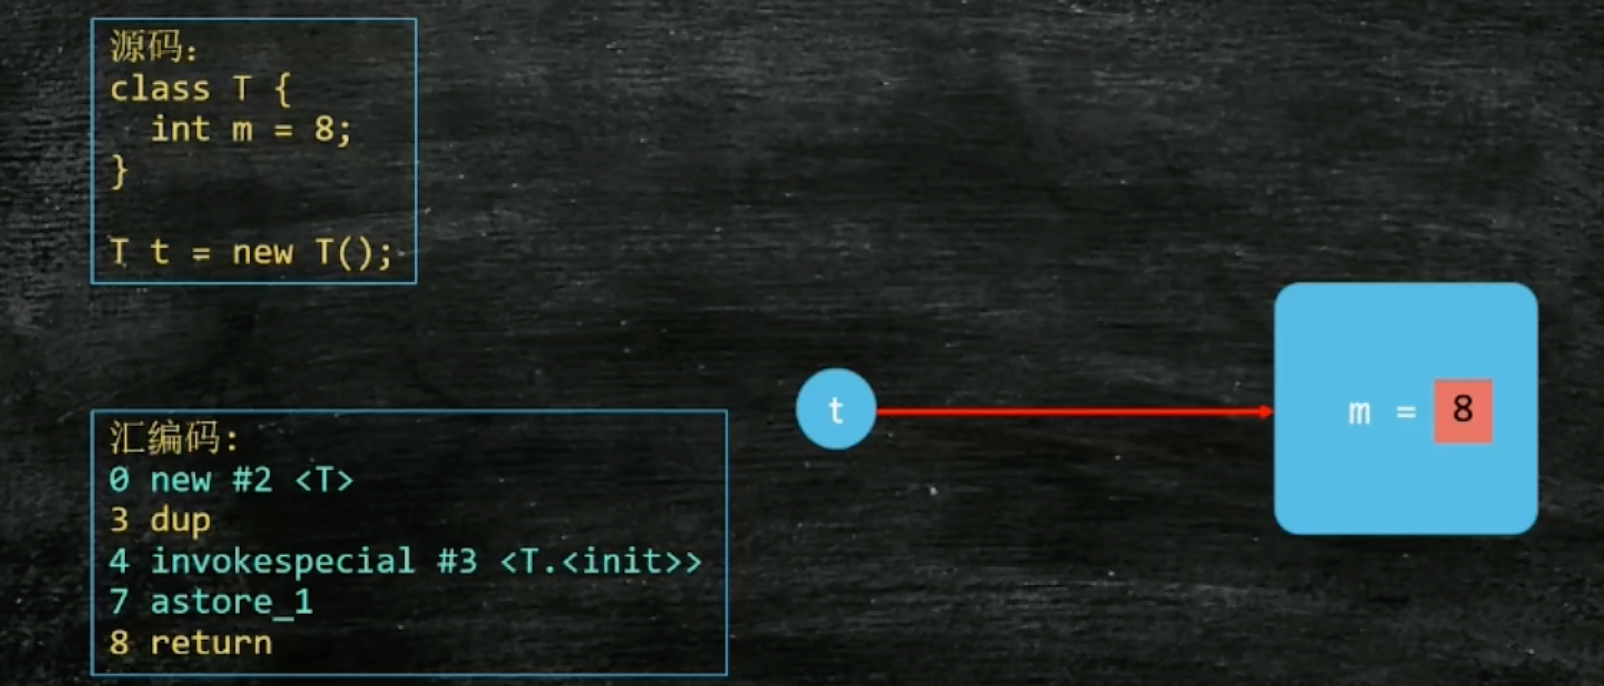 源码:
class T {
  int m = 8;
}
T t = new T();
汇编码:
0 new #2 <T>
3 dup
4 invokespecial #3 <T.<init>>
7 astore_1
8 return
t
m = 8